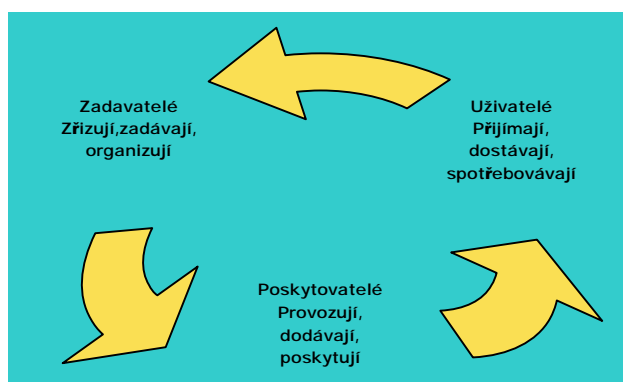 Zadavatelé
Zřizují,zadávají,
organizují
Uživatelé
Přijímají,
dostávají,
spotřebovávají
Poskytovatelé
Provozují,
dodávají,
poskytují